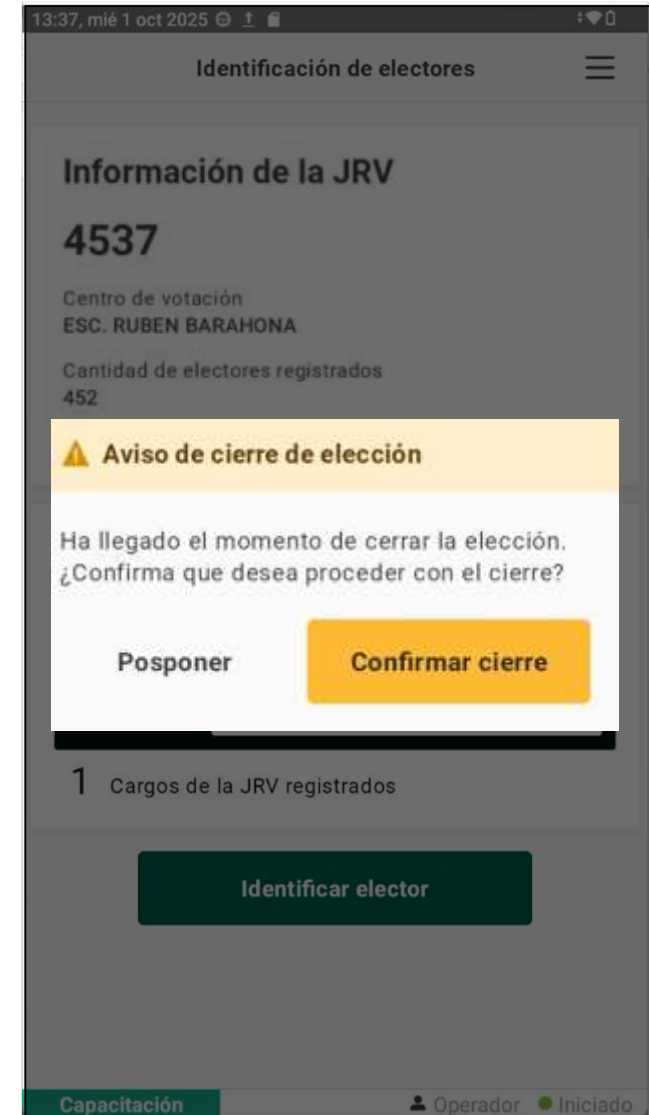 13:37, mié 1 oct 2025
Identificación de electores
Información de la JRV
4537
Centro de votación
ESC. RUBEN BARAHONA
Cantidad de electores registrados
452
Aviso de cierre de elección
Ha llegado el momento de cerrar la elección.
¿Confirma que desea proceder con el cierre?
Posponer
Confirmar cierre
1 Cargos de la JRV registrados
Identificar elector
Capacitación
Operador
Iniciado